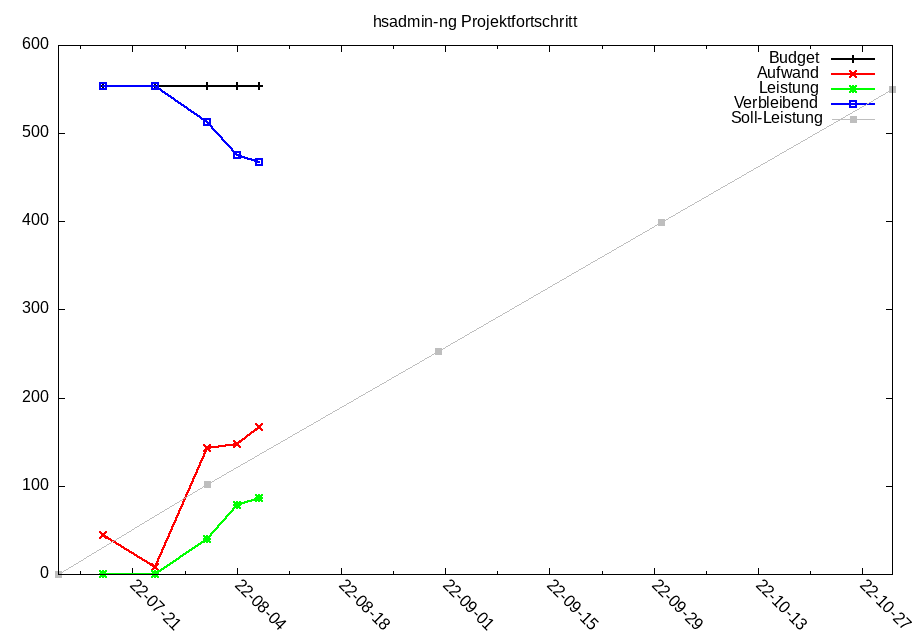 hsadmin-ng Projektfortschritt
600
500
400
300
200
100
0
Budget
Aufwand
Leistung
Verbleibend
Soll-Leistung
22-07-21
22-08-04
22-08-18
22-09-01
22-09-15
22-09-29
22-10-13
22-10-27